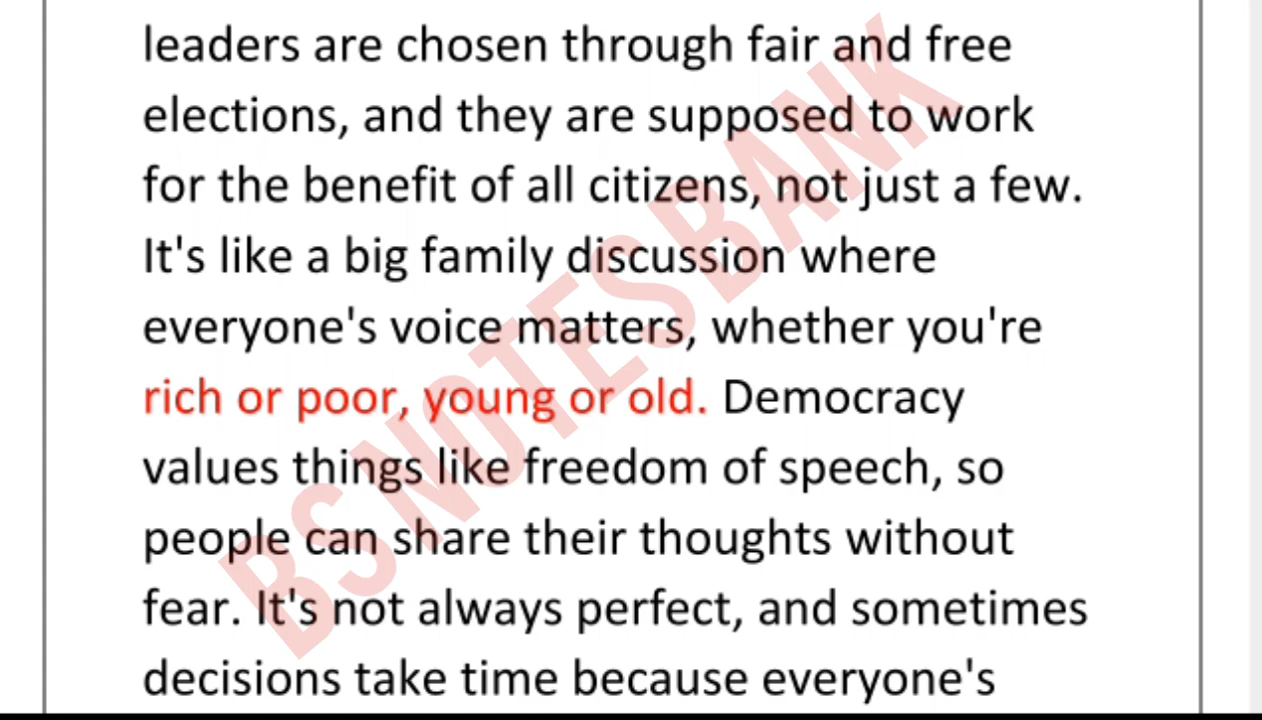 leaders are chosen through fair and free
elections, and they are supposed to work
for the benefit of all citizens, not just a few.
It's like a big family discussion where
everyone's voice matters, whether you're
rich or poor, young or old. Democracy
values things like freedom of speech, so
people can share their thoughts without
fear. It's not always perfect, and sometimes
decisions take time because everyone's
BSNOTESBANK